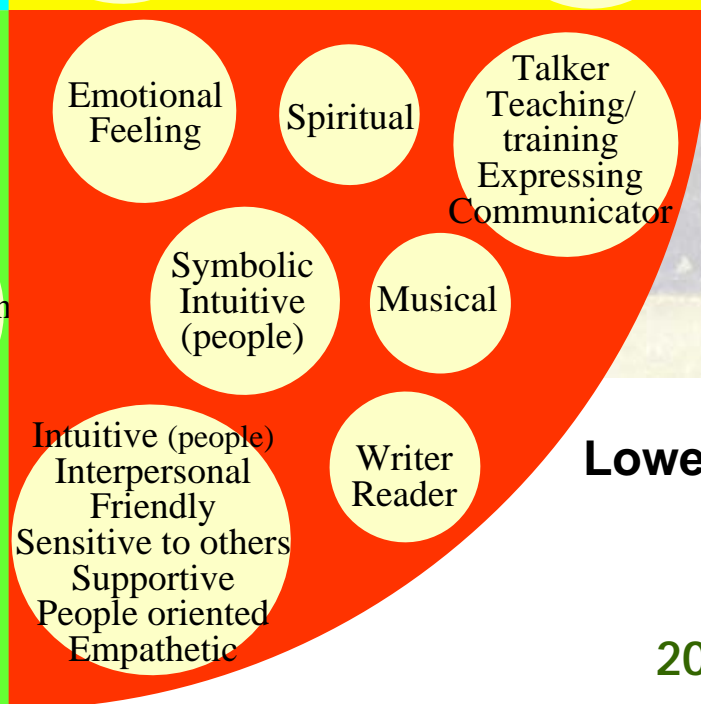 Emotional
Feeling
Spiritual
Talker
Teaching/
training
Expressing
Communicator
Symbolic
Intuitive
(people)
Musical
Intuitive (people)
Interpersonal
Friendly
Sensitive to others
Supportive
People oriented
Empathetic
Writer
Reader
Lowe
20